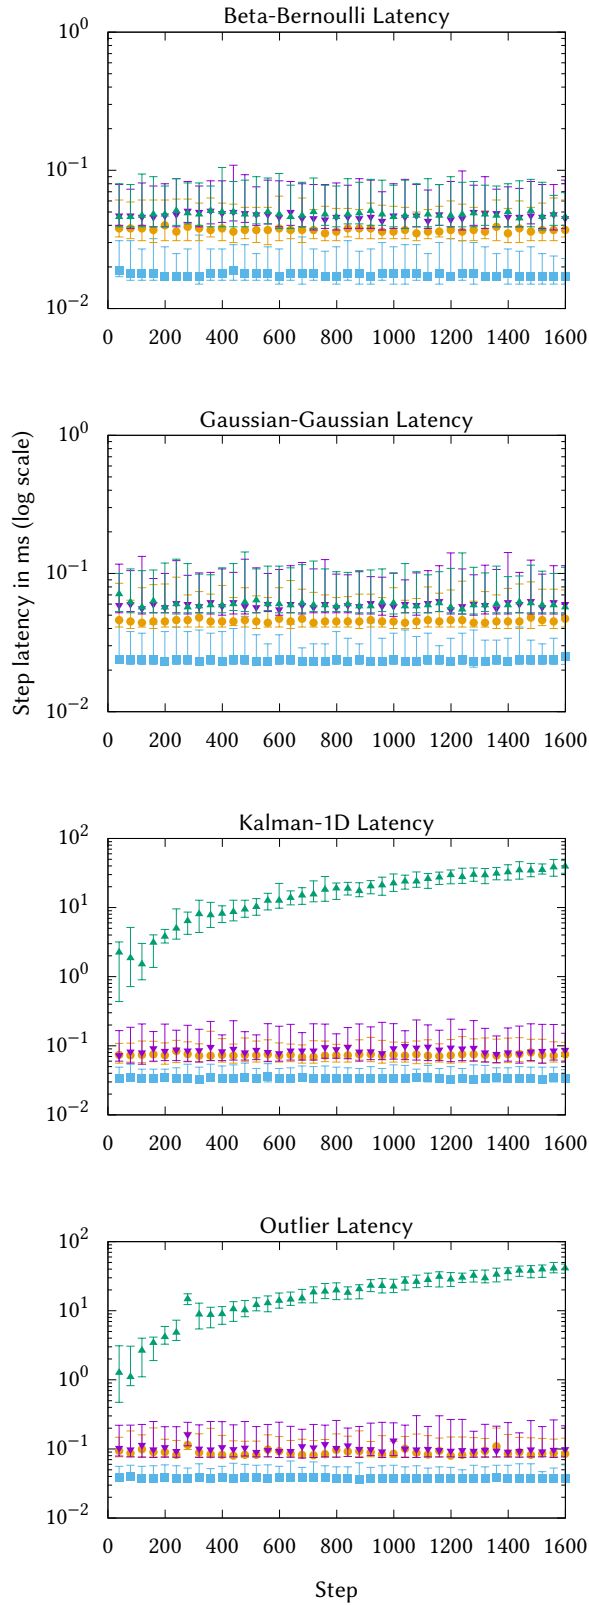 Beta-Bernoulli Latency
10^0
10^-1
10^-2
0 200 400 600 800 1000 1200 1400 1600
Gaussian-Gaussian Latency
10^0
10^-1
10^-2
0 200 400 600 800 1000 1200 1400 1600
Step latency in ms (log scale)
Kalman-1D Latency
10^2
10^1
10^0
10^-1
10^-2
0 200 400 600 800 1000 1200 1400 1600
Outlier Latency
10^2
10^1
10^0
10^-1
10^-2
0 200 400 600 800 1000 1200 1400 1600
Step